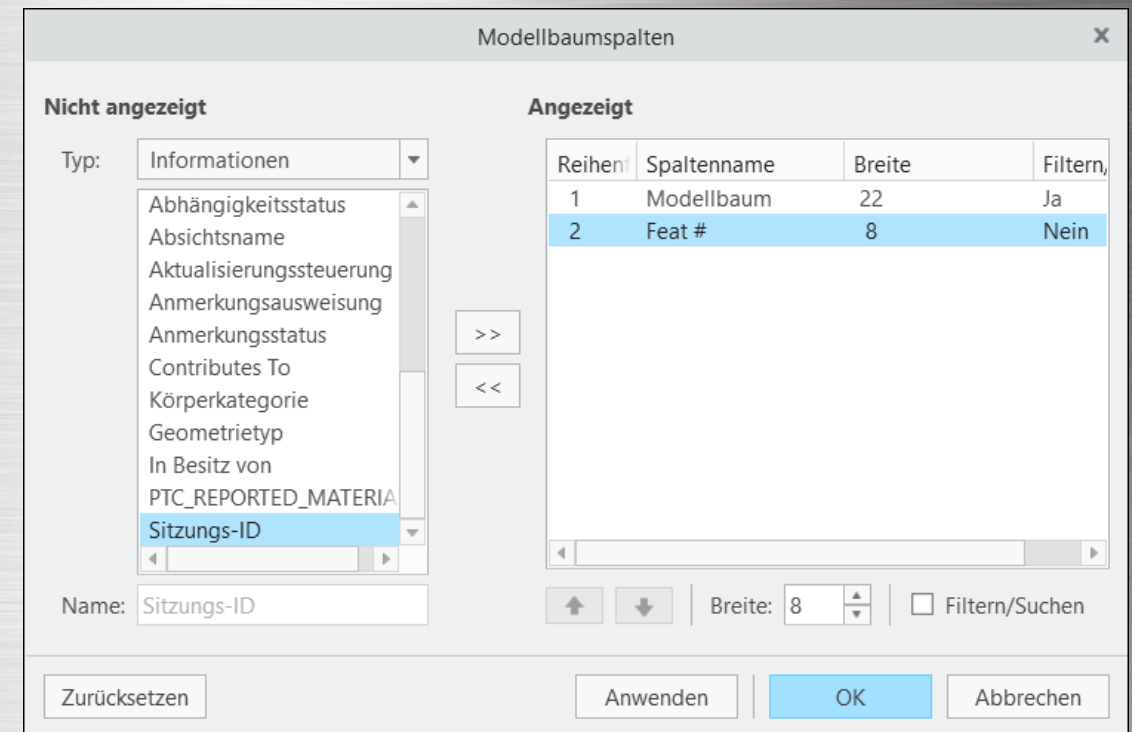 Modellbaumspalten
Nicht angezeigt
Typ: Informationen
Abhängigkeitsstatus
Absichtsname
Aktualisierungssteuerung
Anmerkungsausweisung
Anmerkungsstatus
Contributes To
Körperkategorie
Geometrietyp
In Besitz von
PTC_REPORTED_MATERIA
Sitzungs-ID
Name: Sitzungs-ID
>>
<<
Angezeigt
Reihenf Spaltenname Breite Filtern/
1 Modellbaum 22 Ja
2 Feat # 8 Nein
Breite: 8 Filtern/Suchen
Zurücksetzen Anwenden OK Abbrechen